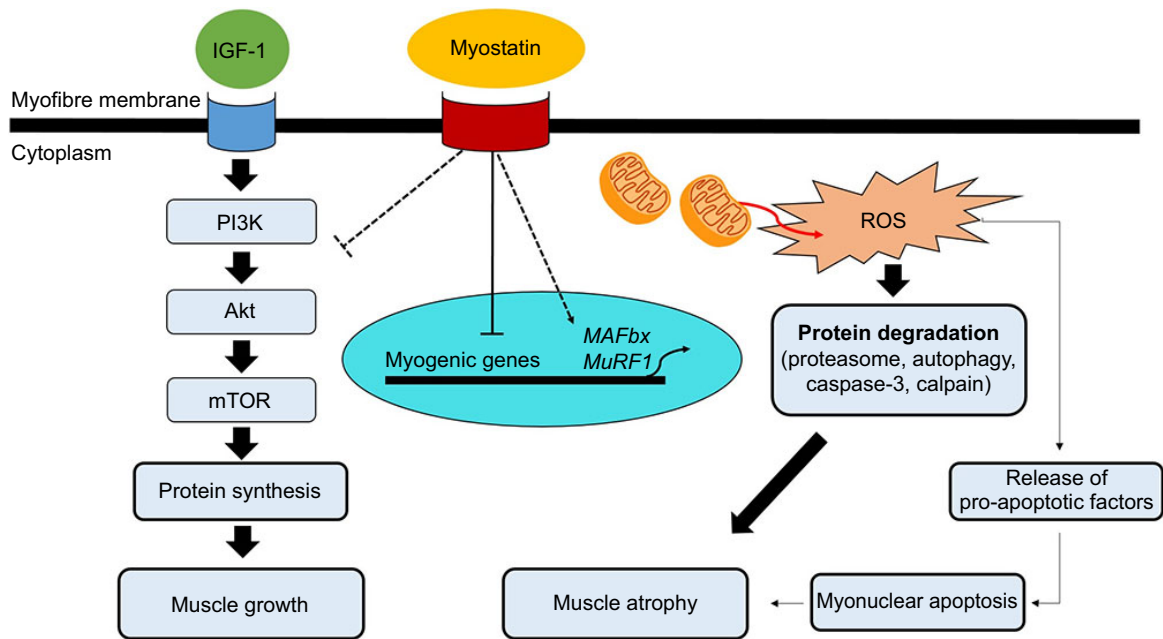 IGF-1
Myostatin
Myofibre membrane
Cytoplasm
PI3K
Akt
mTOR
Protein synthesis
Muscle growth
Myogenic genes
MAFbx
MuRF1
ROS
Protein degradation
(proteasome, autophagy,
caspase-3, calpain)
Release of
pro-apoptotic factors
Myonuclear apoptosis
Muscle atrophy